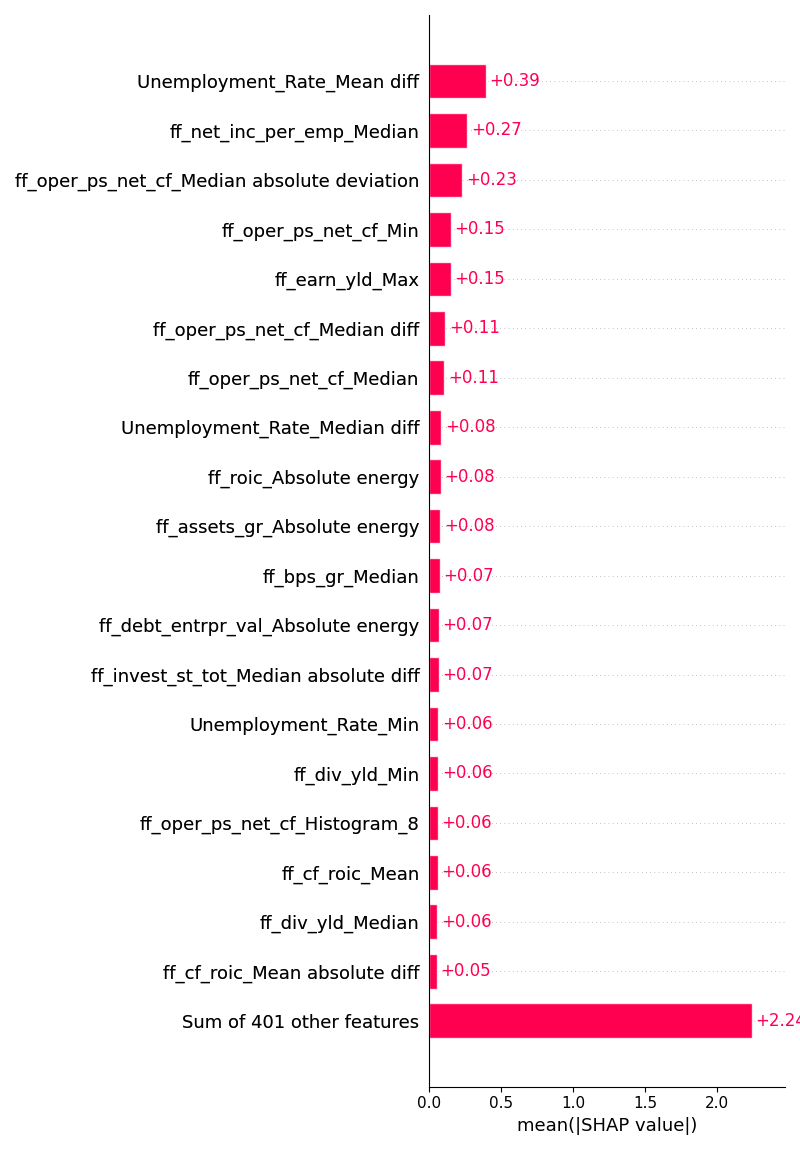 Unemployment_Rate_Mean diff +0.39
ff_net_inc_per_emp_Median +0.27
ff_oper_ps_net_cf_Median absolute deviation +0.23
ff_oper_ps_net_cf_Min +0.15
ff_earn_yld_Max +0.15
ff_oper_ps_net_cf_Median diff +0.11
ff_oper_ps_net_cf_Median +0.11
Unemployment_Rate_Median diff +0.08
ff_roic_Absolute energy +0.08
ff_assets_gr_Absolute energy +0.08
ff_bps_gr_Median +0.07
ff_debt_entrpr_val_Absolute energy +0.07
ff_invest_st_tot_Median absolute diff +0.07
Unemployment_Rate_Min +0.06
ff_div_yld_Min +0.06
ff_oper_ps_net_cf_Histogram_8 +0.06
ff_cf_roic_Mean +0.06
ff_div_yld_Median +0.06
ff_cf_roic_Mean absolute diff +0.05
Sum of 401 other features +2.24
0.0 0.5 1.0 1.5 2.0
mean(|SHAP value|)